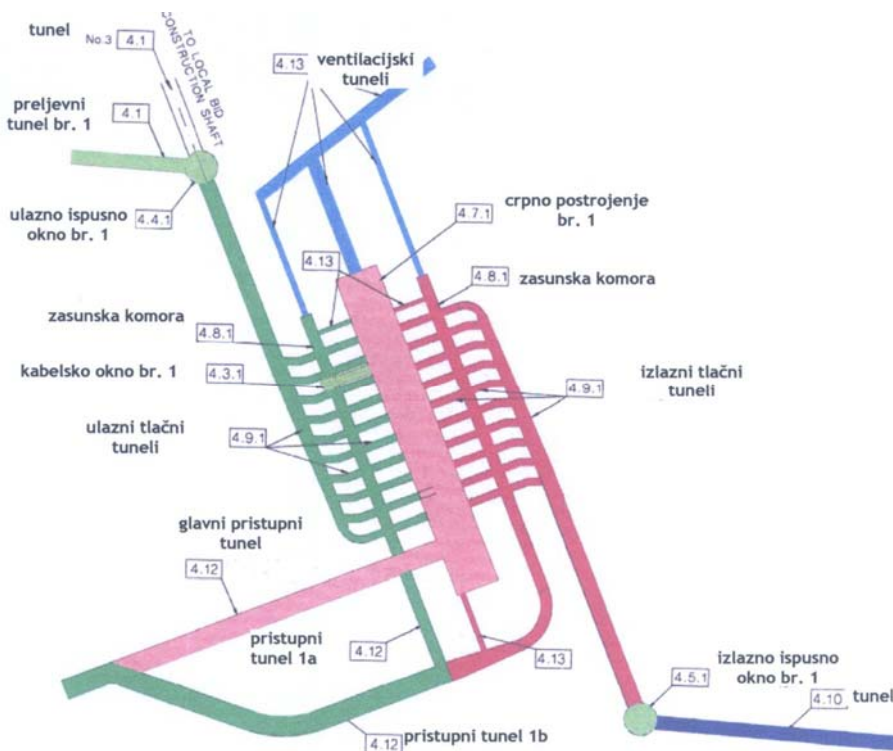 tunel
No.3 4.1
TO LOCAL BID
CONSTRUCTION SHAFT
4.13
ventilacijski
tuneli
preljevni
tunel br. 1
4.1
ulazno ispusno
okno br. 1
4.4.1
4.7.1
crpno postrojenje
br. 1
4.13
4.8.1
zasunska komora
zasunska komora
4.8.1
kabelsko okno br. 1
4.3.1
izlazni tlačni
tuneli
4.9.1
ulazni tlačni
tuneli
4.9.1
glavni pristupni
tunel
4.12
pristupni
tunel 1a
4.12
4.13
izlazno ispusno
okno br. 1
4.5.1
4.10
tunel
4.12
pristupni tunel 1b